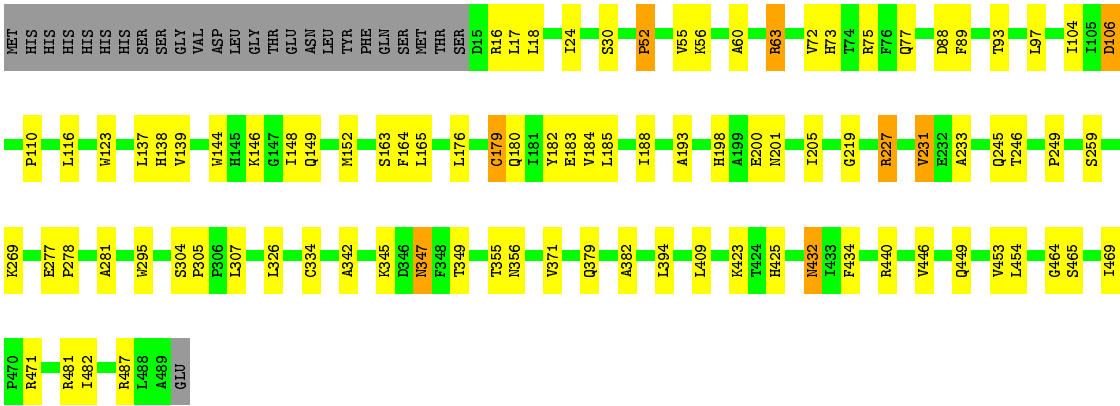 MET HIS HIS HIS HIS HIS HIS SER SER GLY VAL ASP LEU GLY THR GLU ASN LEU TYR PHE GLN SER MET THR SER D15 R16 L17 L18 I24 S30 P52 V55 K56 A60 R63 V72 H73 T74 R75 F76 Q77 D88 F89 T93 L97 I104 I105 D106
P110 L116 W123 L137 H138 V139 W144 H145 K146 G147 I148 Q149 M152 S163 F164 L165 L176 C179 Q180 I181 Y182 E183 V184 L185 I188 A193 H198 A199 E200 N201 I205 G219 R227 V231 E232 A233 Q245 T246 P249 S259
K269 E277 P278 A281 W295 S304 P305 P306 L307 L326 C334 A342 K345 D346 N347 F348 T349 T355 N356 V371 Q379 A382 L394 L409 K423 T424 H425 N432 I433 F434 R440 V446 Q449 V453 L454 G464 S465 I469
P470 R471 R481 I482 R487 L488 A489 GLU